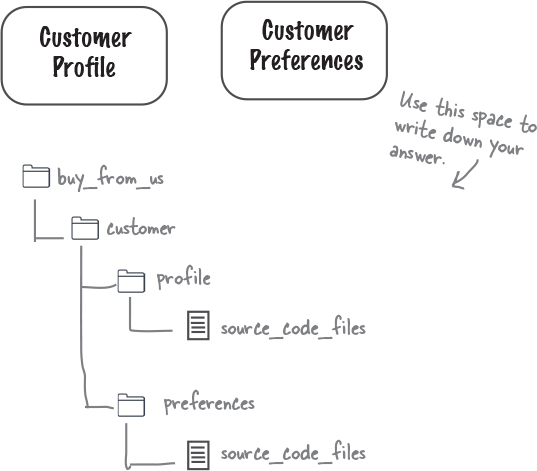 Customer
Profile
Customer
Preferences
Use this space to
write down your
answer.
buy_from_us
customer
profile
source_code_files
preferences
source_code_files